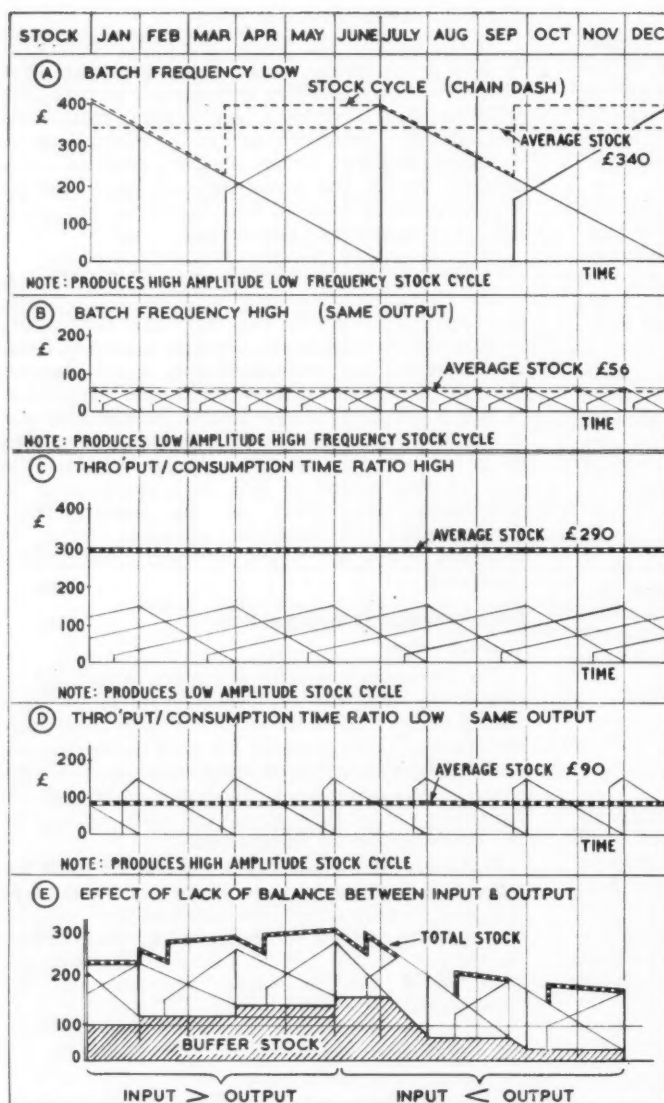 STOCK JAN FEB MAR APR MAY JUNE JULY AUG SEP OCT NOV DEC
A BATCH FREQUENCY LOW
STOCK CYCLE (CHAIN DASH)
400
£
AVERAGE STOCK
£340
300
200
100
0
NOTE: PRODUCES HIGH AMPLITUDE LOW FREQUENCY STOCK CYCLE
TIME
B BATCH FREQUENCY HIGH (SAME OUTPUT)
200
£
100
AVERAGE STOCK £56
0
TIME
NOTE: PRODUCES LOW AMPLITUDE HIGH FREQUENCY STOCK CYCLE
C THRO'PUT/CONSUMPTION TIME RATIO HIGH
400
£
AVERAGE STOCK £290
300
200
100
0
TIME
NOTE: PRODUCES LOW AMPLITUDE STOCK CYCLE
D THRO'PUT/CONSUMPTION TIME RATIO LOW SAME OUTPUT
200
£
AVERAGE STOCK £90
100
0
TIME
NOTE: PRODUCES HIGH AMPLITUDE STOCK CYCLE
E EFFECT OF LACK OF BALANCE BETWEEN INPUT & OUTPUT
300
TOTAL STOCK
£
200
100
BUFFER STOCK
0
INPUT > OUTPUT INPUT < OUTPUT